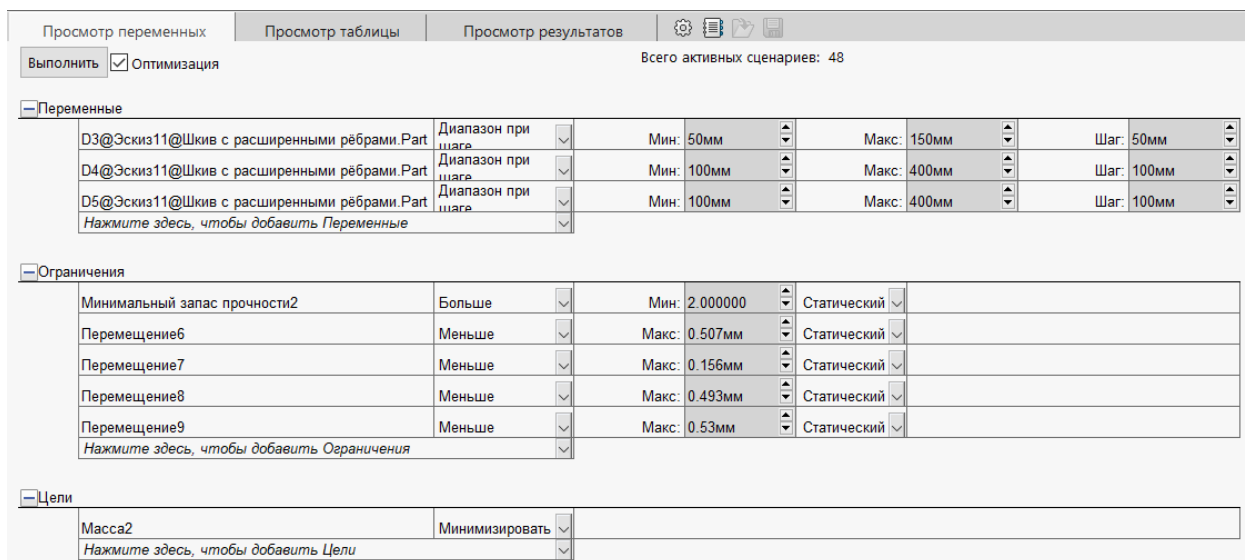 Просмотр переменных Просмотр таблицы Просмотр результатов
Выполнить Оптимизация Всего активных сценариев: 48
Переменные
D3@Эскиз11@Шкив с расширенными рёбрами.Part Диапазон при шаге Мин: 50мм Макс: 150мм Шаг: 50мм
D4@Эскиз11@Шкив с расширенными рёбрами.Part Диапазон при шаге Мин: 100мм Макс: 400мм Шаг: 100мм
D5@Эскиз11@Шкив с расширенными рёбрами.Part Диапазон при шаге Мин: 100мм Макс: 400мм Шаг: 100мм
Нажмите здесь, чтобы добавить Переменные
Ограничения
Минимальный запас прочности2 Больше Мин: 2.000000 Статический
Перемещение6 Меньше Макс: 0.507мм Статический
Перемещение7 Меньше Макс: 0.156мм Статический
Перемещение8 Меньше Макс: 0.493мм Статический
Перемещение9 Меньше Макс: 0.53мм Статический
Нажмите здесь, чтобы добавить Ограничения
Цели
Масса2 Минимизировать
Нажмите здесь, чтобы добавить Цели